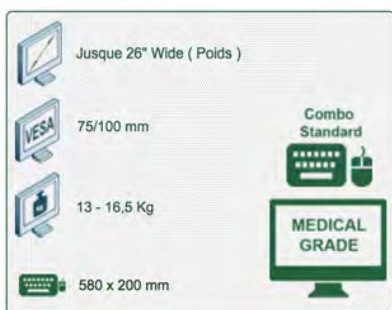 Jusque 26" Wide ( Poids )
VESA
75/100 mm
KG
13 - 16,5 Kg
580 x 200 mm
Combo
Standard
MEDICAL
GRADE